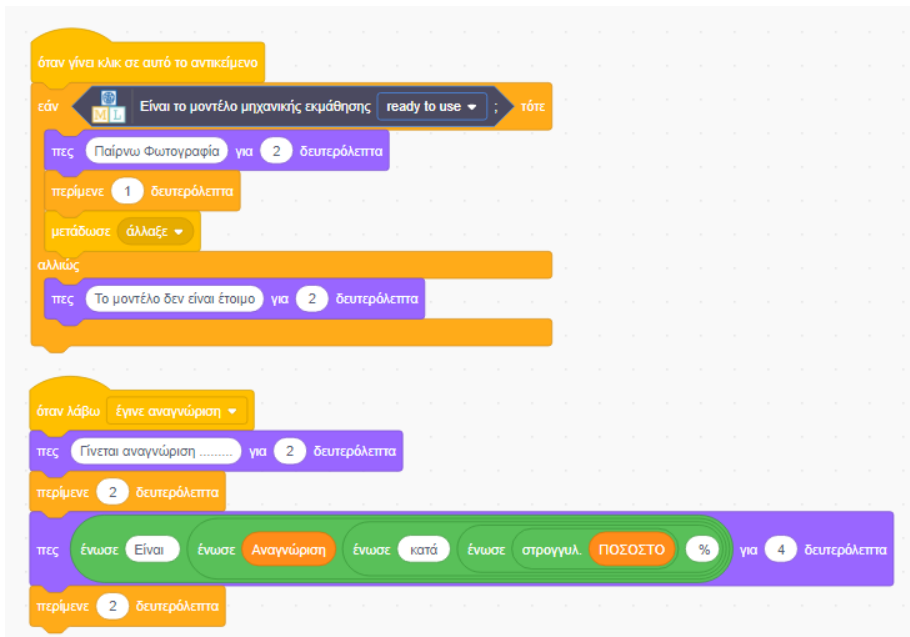 όταν γίνει κλικ σε αυτό το αντικείμενο
εάν ML Είναι το μοντέλο μηχανικής εκμάθησης ready to use ; τότε
πες Παίρνω Φωτογραφία για 2 δευτερόλεπτα
περίμενε 1 δευτερόλεπτα
μετάδωσε άλλαξε
αλλιώς
πες Το μοντέλο δεν είναι έτοιμο για 2 δευτερόλεπτα
όταν λάβω έγινε αναγνώριση
πες Γίνεται αναγνώριση ......... για 2 δευτερόλεπτα
περίμενε 2 δευτερόλεπτα
πες ένωσε Είναι ένωσε Αναγνώριση ένωσε κατά ένωσε στρογγυλ. ΠΟΣΟΣΤΟ % για 4 δευτερόλεπτα
περίμενε 2 δευτερόλεπτα